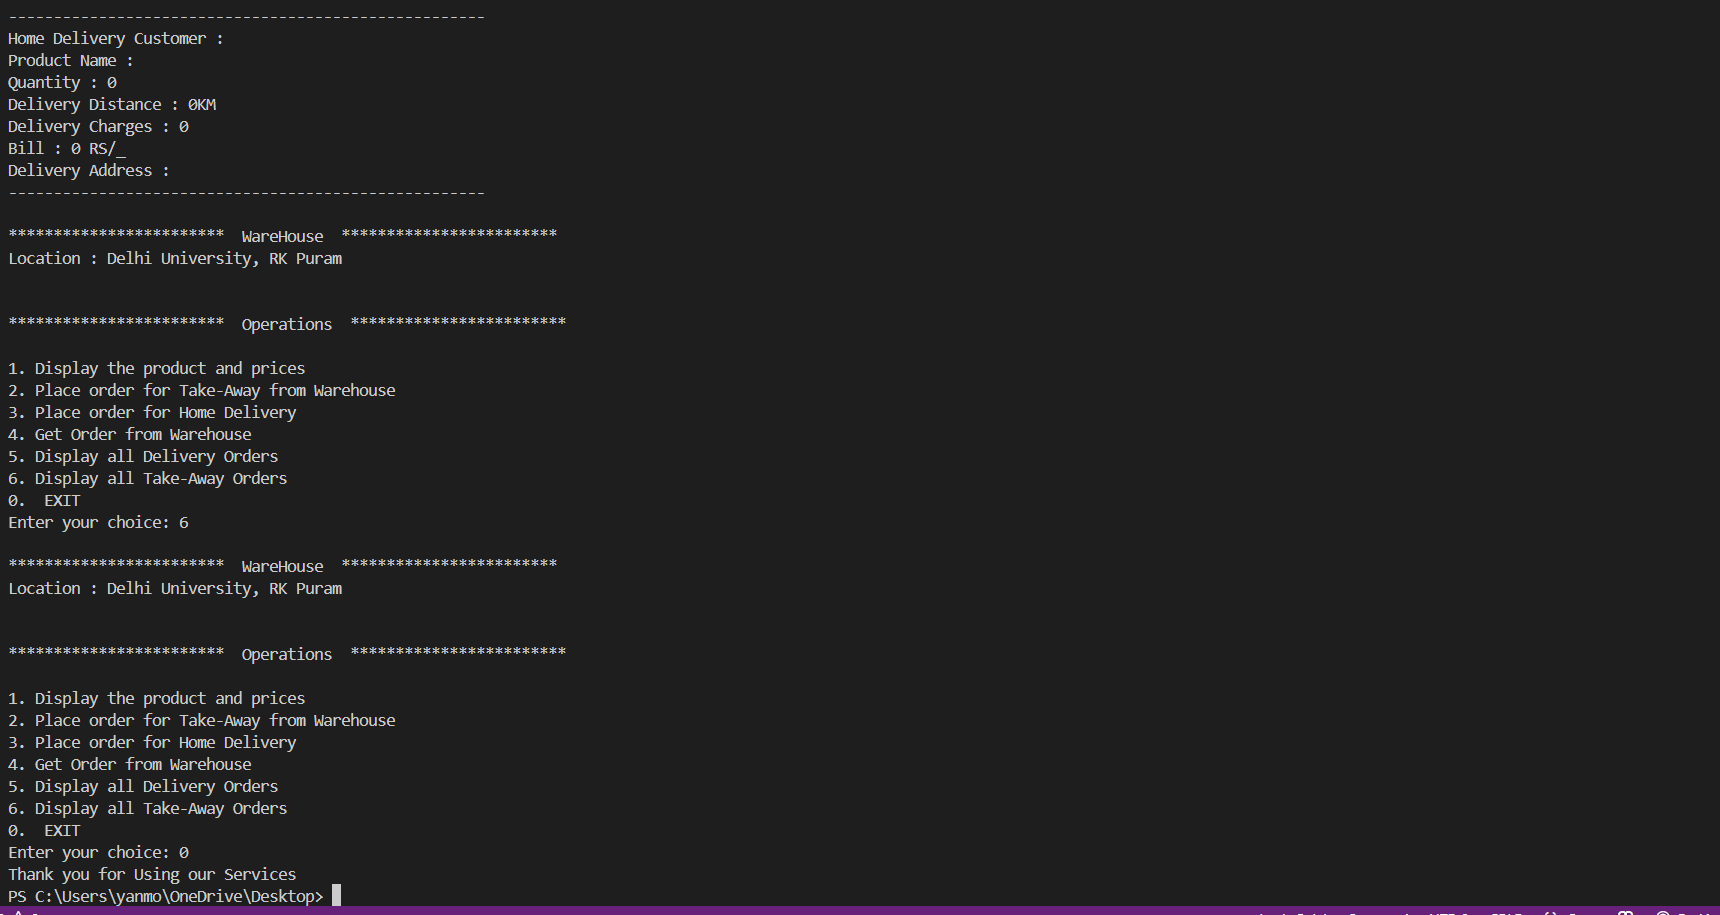 -----------------------------------------------------
Home Delivery Customer :
Product Name :
Quantity : 0
Delivery Distance : 0KM
Delivery Charges : 0
Bill : 0 RS/_
Delivery Address :
-----------------------------------------------------
************************  WareHouse  ************************
Location : Delhi University, RK Puram
************************  Operations  ************************
1. Display the product and prices
2. Place order for Take-Away from Warehouse
3. Place order for Home Delivery
4. Get Order from Warehouse
5. Display all Delivery Orders
6. Display all Take-Away Orders
0.  EXIT
Enter your choice: 6
************************  WareHouse  ************************
Location : Delhi University, RK Puram
************************  Operations  ************************
1. Display the product and prices
2. Place order for Take-Away from Warehouse
3. Place order for Home Delivery
4. Get Order from Warehouse
5. Display all Delivery Orders
6. Display all Take-Away Orders
0.  EXIT
Enter your choice: 0
Thank you for Using our Services
PS C:\Users\yanmo\OneDrive\Desktop>